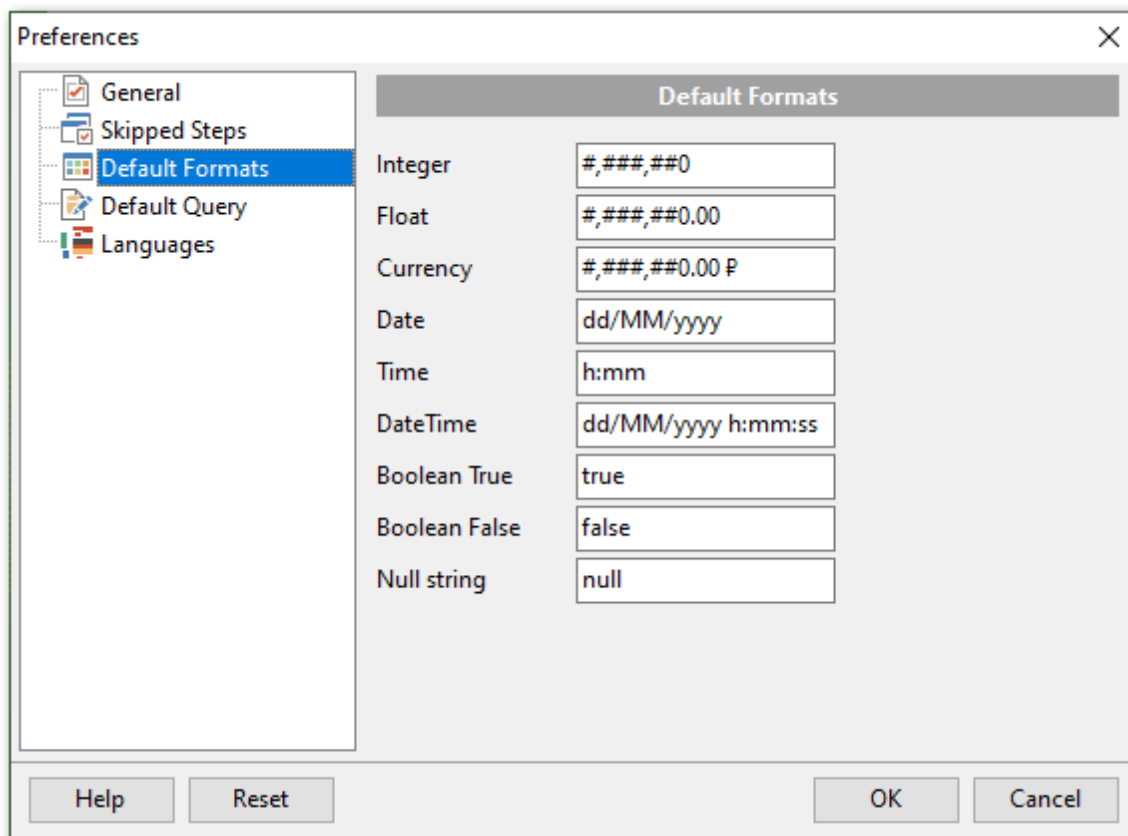 Preferences
General
Skipped Steps
Default Formats
Default Query
Languages
Default Formats
Integer #,###,##0
Float #,###,##0.00
Currency #,###,##0.00 ₽
Date dd/MM/yyyy
Time h:mm
DateTime dd/MM/yyyy h:mm:ss
Boolean True true
Boolean False false
Null string null
Help Reset OK Cancel